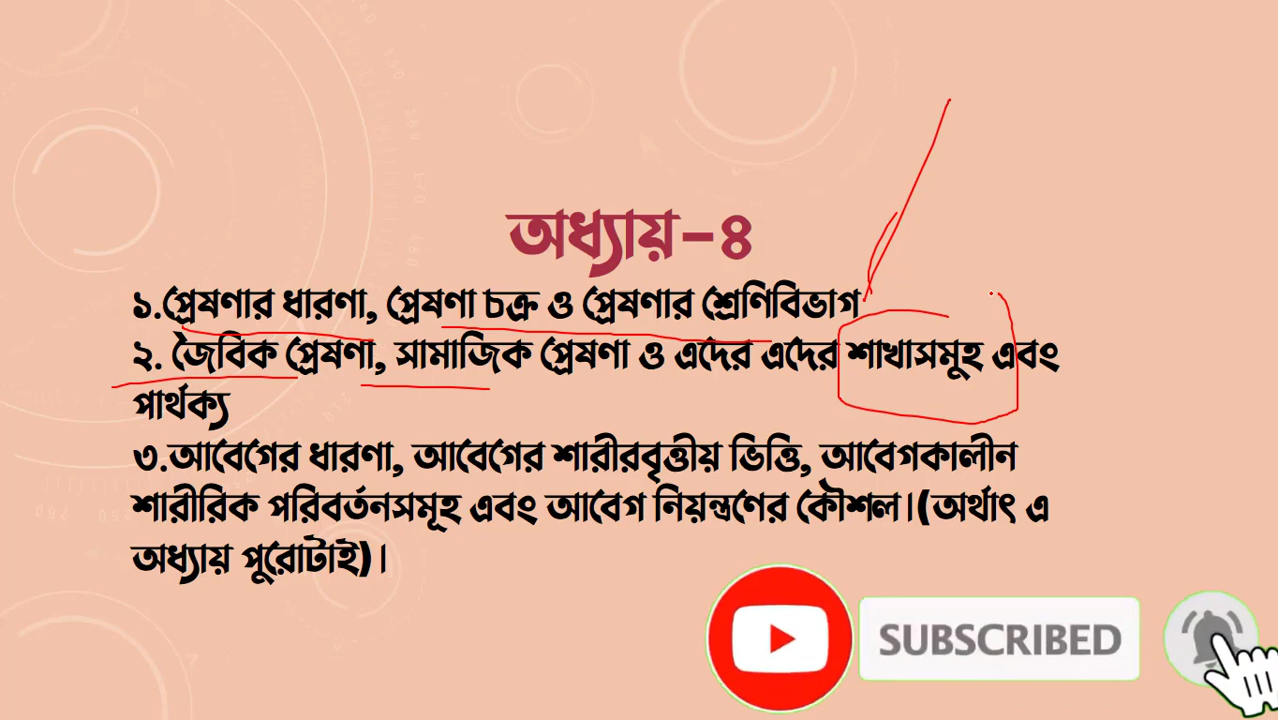 অধ্যায়-৪
১.প্রেষণার ধারণা, প্রেষণা চক্র ও প্রেষণার শ্রেণিবিভাগ
২. জৈবিক প্রেষণা, সামাজিক প্রেষণা ও এদের এদের শাখাসমুহ এবং
পার্থক্য
৩.আবেগের ধারণা, আবেগের শারীরবৃত্তীয় ভিত্তি, আবেগকালীন
শারীরিক পরিবর্তনসমূহ এবং আবেগ নিয়ন্ত্রণের কৌশল।(অর্থাৎ এ
অধ্যায় পুরোটাই)।
SUBSCRIBED